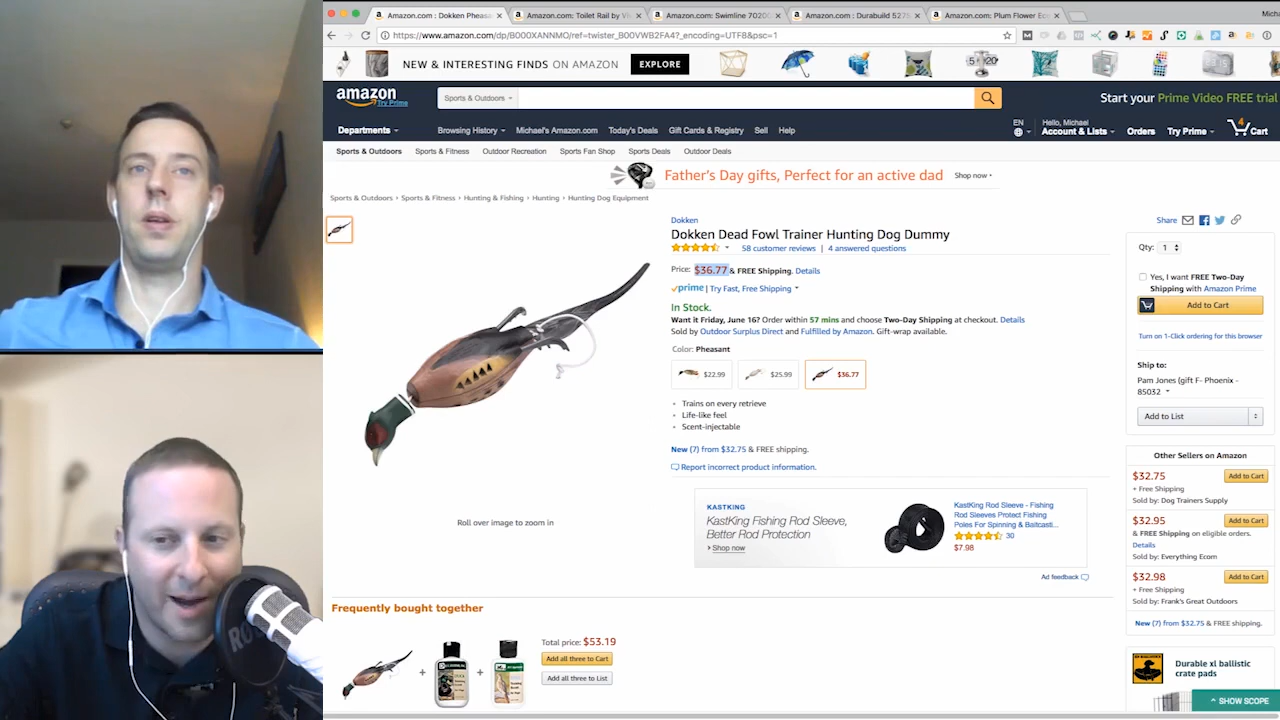 Amazon.com : Dokken Pheasa
Amazon.com: Toilet Rail by Vi
Amazon.com: Swimline 7020
Amazon.com : Durabuild 5275
Amazon.com: Plum Flower Ec
https://www.amazon.com/dp/B000XANNMO/ref=twister_B00VWB2FA4?_encoding=UTF8&psc=1
NEW & INTERESTING FINDS ON AMAZON EXPLORE
amazon
Try Prime
Sports & Outdoors
Start your Prime Video FREE trial
Departments
Browsing History Michael's Amazon.com Today's Deals Gift Cards & Registry Sell Help
EN
Hello, Michael
Account & Lists Orders Try Prime 4 Cart
Sports & Outdoors Sports & Fitness Outdoor Recreation Sports Fan Shop Sports Deals Outdoor Deals
Father's Day gifts, Perfect for an active dad Shop now
Sports & Outdoors › Sports & Fitness › Hunting & Fishing › Hunting › Hunting Dog Equipment
Dokken
Dokken Dead Fowl Trainer Hunting Dog Dummy
58 customer reviews | 4 answered questions
Price: $36.77 & FREE Shipping. Details
prime | Try Fast, Free Shipping
In Stock.
Want it Friday, June 16? Order within 57 mins and choose Two-Day Shipping at checkout. Details
Sold by Outdoor Surplus Direct and Fulfilled by Amazon. Gift-wrap available.
Color: Pheasant
$22.99 $25.99 $36.77
• Trains on every retrieve
• Life-like feel
• Scent-injectable
New (7) from $32.75 & FREE shipping.
Report incorrect product information.
Roll over image to zoom in
KASTKING
KastKing Fishing Rod Sleeve,
Better Rod Protection
› Shop now
KastKing Rod Sleeve - Fishing
Rod Sleeves Protect Fishing
Poles For Spinning & Baitcasti...
30
$7.98
Ad feedback
Frequently bought together
Total price: $53.19
Add all three to Cart
Add all three to List
Share
Qty: 1
Yes, I want FREE Two-Day
Shipping with Amazon Prime
Add to Cart
Turn on 1-Click ordering for this browser
Ship to:
Pam Jones (gift F- Phoenix -
85032
Add to List
Other Sellers on Amazon
$32.75 Add to Cart
+ Free Shipping
Sold by: Dog Trainers Supply
$32.95 Add to Cart
& FREE Shipping on eligible orders.
Details
Sold by: Everything Ecom
$32.98 Add to Cart
+ Free Shipping
Sold by: Frank's Great Outdoors
New (7) from $32.75 & FREE shipping.
Durable xl ballistic
crate pads
SHOW SCOPE